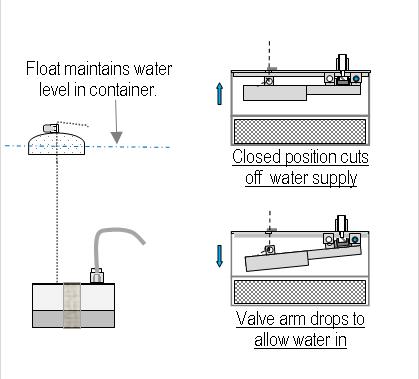 Float maintains water
level in container.
Closed position cuts
off water supply
Valve arm drops to
allow water in